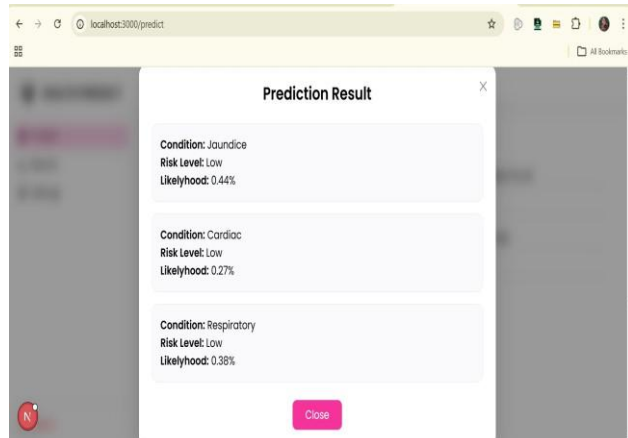 localhost:3000/predict
All Bookmarks
Prediction Result
X
Condition: Jaundice
Risk Level: Low
Likelyhood: 0.44%
Condition: Cardiac
Risk Level: Low
Likelyhood: 0.27%
Condition: Respiratory
Risk Level: Low
Likelyhood: 0.38%
Close
N